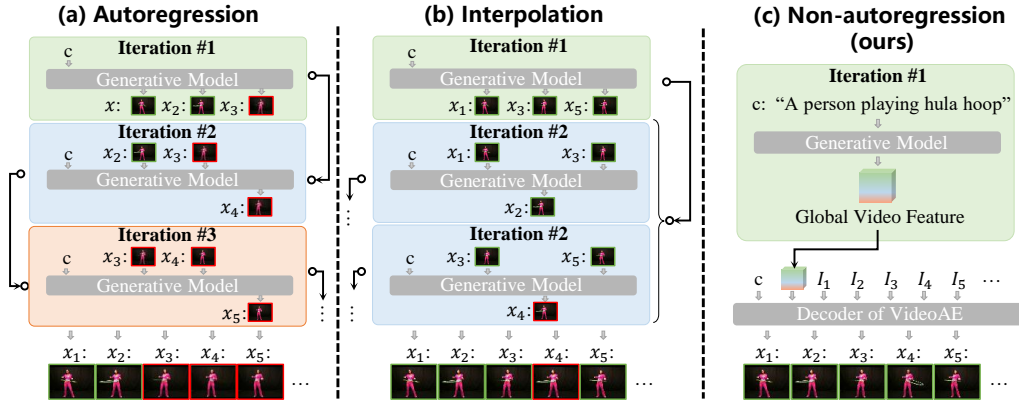 (a) Autoregression
Iteration #1
c
Generative Model
x: x₂: x₃:
Iteration #2
c x₂: x₃:
Generative Model
x₄:
Iteration #3
c x₃: x₄:
Generative Model
x₅:
x₁: x₂: x₃: x₄: x₅:
...
(b) Interpolation
Iteration #1
c
Generative Model
x₁: x₃: x₅:
Iteration #2
c x₁: x₃:
Generative Model
x₂:
Iteration #2
c x₃: x₅:
Generative Model
x₄:
x₁: x₂: x₃: x₄: x₅:
...
(c) Non-autoregression
(ours)
Iteration #1
c: “A person playing hula hoop”
Generative Model
Global Video Feature
c I₁ I₂ I₃ I₄ I₅ ...
Decoder of VideoAE
x₁: x₂: x₃: x₄: x₅:
...